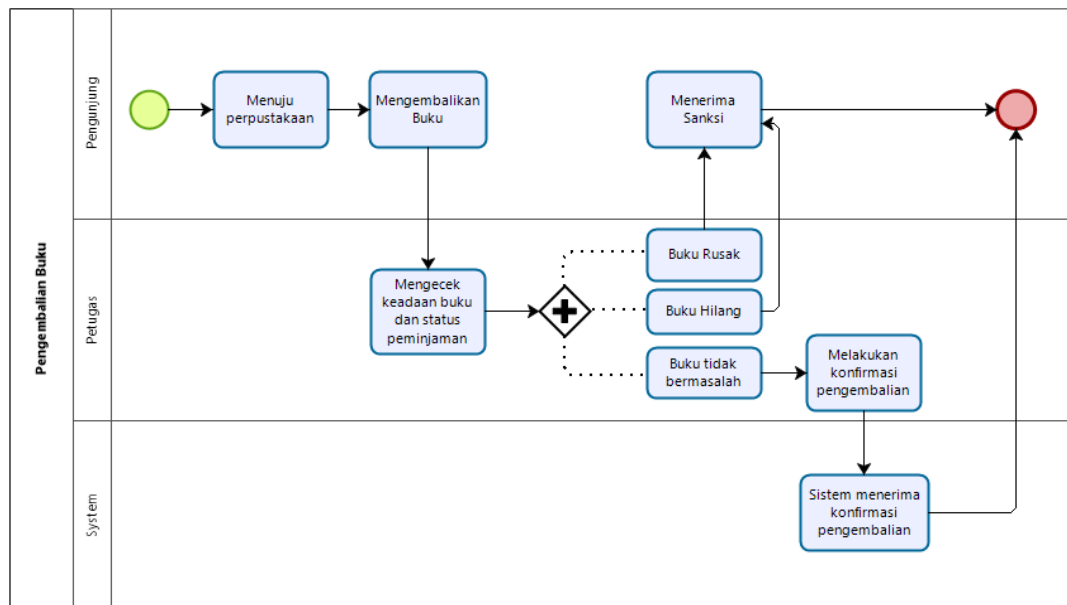 Pengembalian Buku
Pengunjung
Menuju
perpustakaan
Mengembalikan
Buku
Menerima
Sanksi
Petugas
Mengecek
keadaan buku
dan status
peminjaman
Buku Rusak
Buku Hilang
Buku tidak
bermasalah
Melakukan
konfirmasi
pengembalian
System
Sistem menerima
konfirmasi
pengembalian